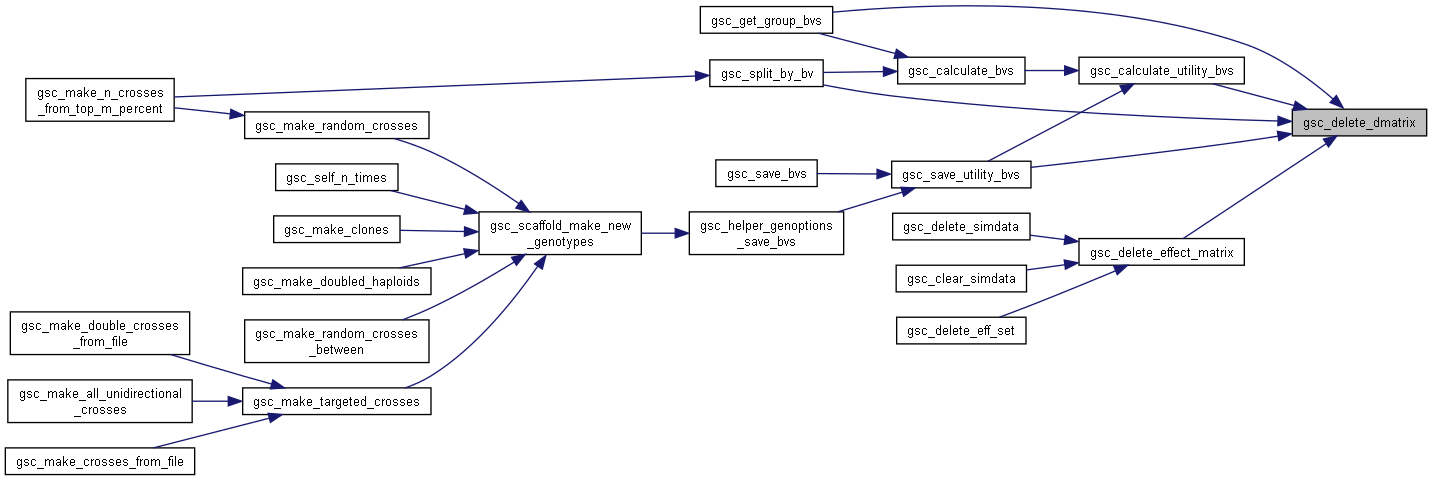 gsc_get_group_bvs
gsc_calculate_bvs
gsc_calculate_utility_bvs
gsc_split_by_bv
gsc_make_n_crosses
_from_top_m_percent
gsc_make_random_crosses
gsc_delete_dmatrix
gsc_self_n_times
gsc_save_bvs
gsc_save_utility_bvs
gsc_make_clones
gsc_scaffold_make_new
_genotypes
gsc_helper_genoptions
_save_bvs
gsc_delete_simdata
gsc_delete_effect_matrix
gsc_make_doubled_haploids
gsc_clear_simdata
gsc_make_random_crosses
_between
gsc_delete_eff_set
gsc_make_double_crosses
_from_file
gsc_make_all_unidirectional
_crosses
gsc_make_targeted_crosses
gsc_make_crosses_from_file